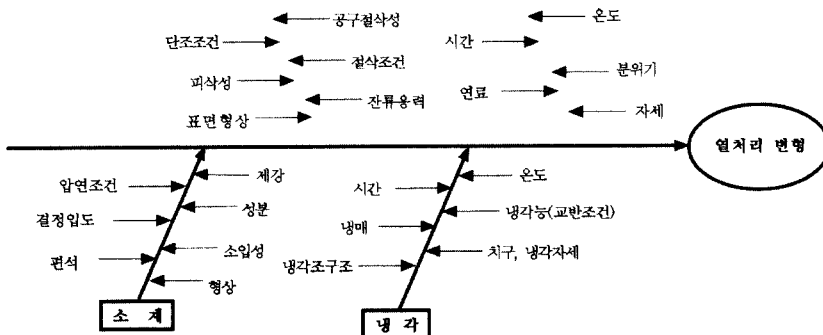 공구절삭성
단조조건
절삭조건
피삭성
잔류응력
표면형상
온도
시간
분위기
연료
자세
열처리 변형
압연조건
제강
결정입도
성분
편석
소입성
형상
소 재
시간
온도
냉매
냉각능(교반조건)
냉각조구조
치구, 냉각자세
냉 각